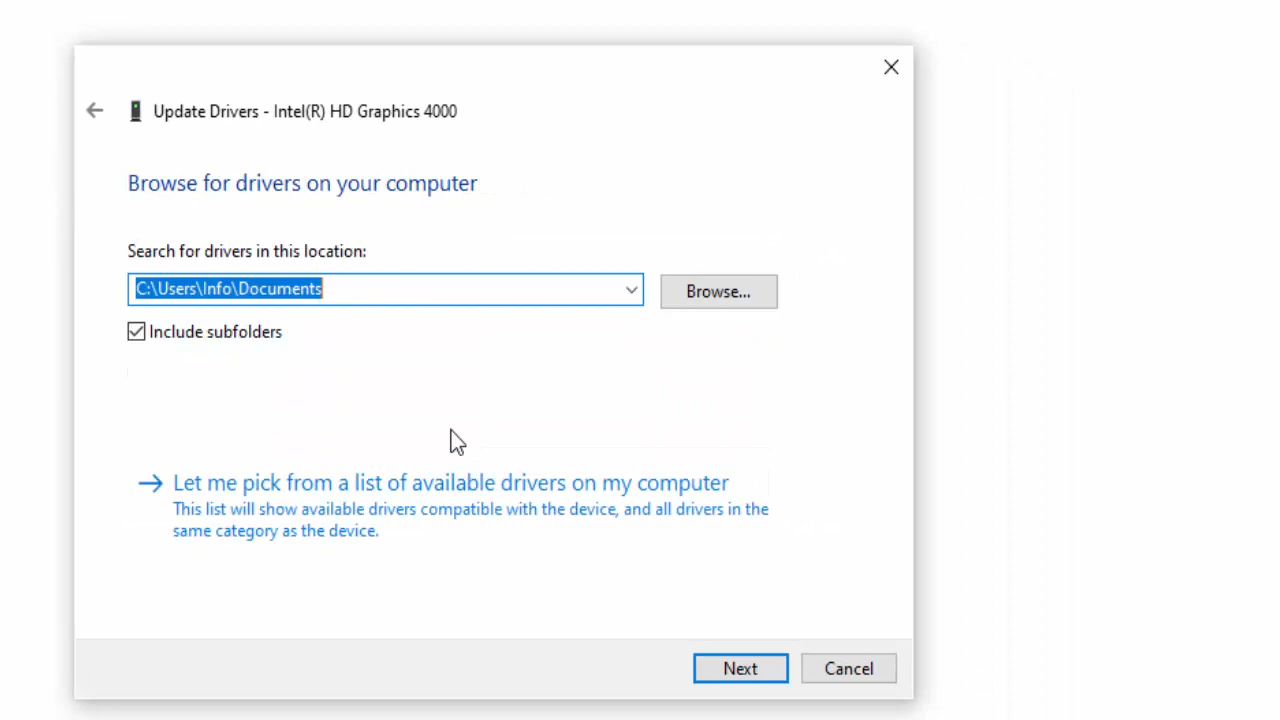 Update Drivers - Intel(R) HD Graphics 4000
Browse for drivers on your computer
Search for drivers in this location:
C:\Users\Info\Documents
Browse...
Include subfolders
Let me pick from a list of available drivers on my computer
This list will show available drivers compatible with the device, and all drivers in the
same category as the device.
Next
Cancel